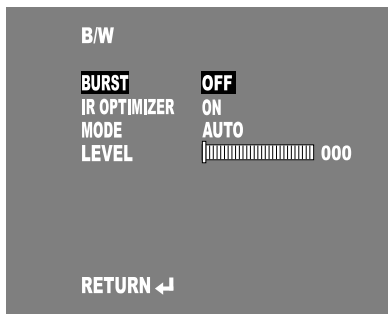 B/W
BURST OFF
IR OPTIMIZER ON
MODE AUTO
LEVEL 000
RETURN ↲